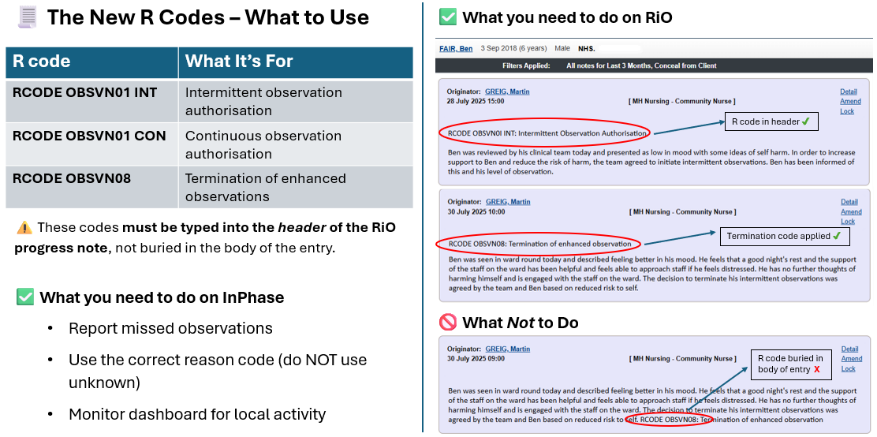 The New R Codes – What to Use
R code What It's For
RCODE OBSVN01 INT Intermittent observation
authorisation
RCODE OBSVN01 CON Continuous observation
authorisation
RCODE OBSVN08 Termination of enhanced
observations
These codes must be typed into the header of the RiO
progress note, not buried in the body of the entry.
What you need to do on InPhase
• Report missed observations
• Use the correct reason code (do NOT use
unknown)
• Monitor dashboard for local activity
What you need to do on RiO
FAIR, Ben 3 Sep 2018 (6 years) Male NHS.
Filters Applied: All notes for Last 3 Months, Conceal from Client
Originator: GREIG, Martin Detail
28 July 2025 15:00 [ MH Nursing - Community Nurse ] Amend
Lock
R code in header ✓
RCODE OBSVN0I INT: Intermittent Observation Authorisation
Ben was reviewed by his clinical team today and presented as low in mood with some ideas of self harm. In order to increase
support to Ben and reduce the risk of harm, the team agreed to initiate intermittent observations. Ben has been informed of
this and his level of observation.
Originator: GREIG, Martin Detail
30 July 2025 10:00 [ MH Nursing - Community Nurse ] Amend
Lock
Termination code applied ✓
RCODE OBSVN08: Termination of enhanced observation
Ben was seen in ward round today and described feeling better in his mood. He feels that a good night's rest and the support
of the staff on the ward has been helpful and feels able to approach staff if he feels distressed. He has no further thoughts of
harming himself and is engaged with the staff on the ward. The decision to terminate his intermittent observations was
agreed by the team and Ben based on reduced risk to self.
What Not to Do
Originator: GREIG, Martin Detail
30 July 2025 09:00 [ MH Nursing - Community Nurse ] Amend
Lock
R code buried in
body of entry X
Ben was seen in ward round today and described feeling better in his mood. He feels that a good night's rest and the support
of the staff on the ward has been helpful and feels able to approach staff if he feels distressed. He has no further thoughts of
harming himself and is engaged with the staff on the ward. The decision to terminate his intermittent observations was
agreed by the team and Ben based on reduced risk to self. RCODE OBSVN08: Termination of enhanced observation